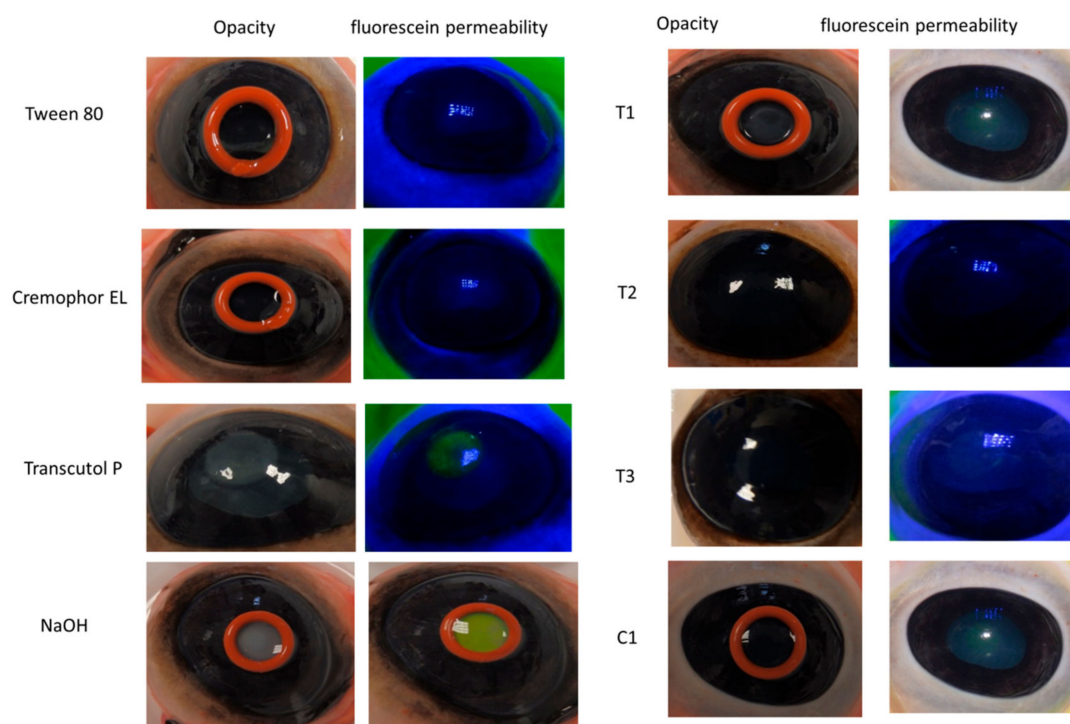 Opacity fluorescein permeability Opacity fluorescein permeability
Tween 80 T1
Cremophor EL T2
Transcutol P T3
NaOH C1